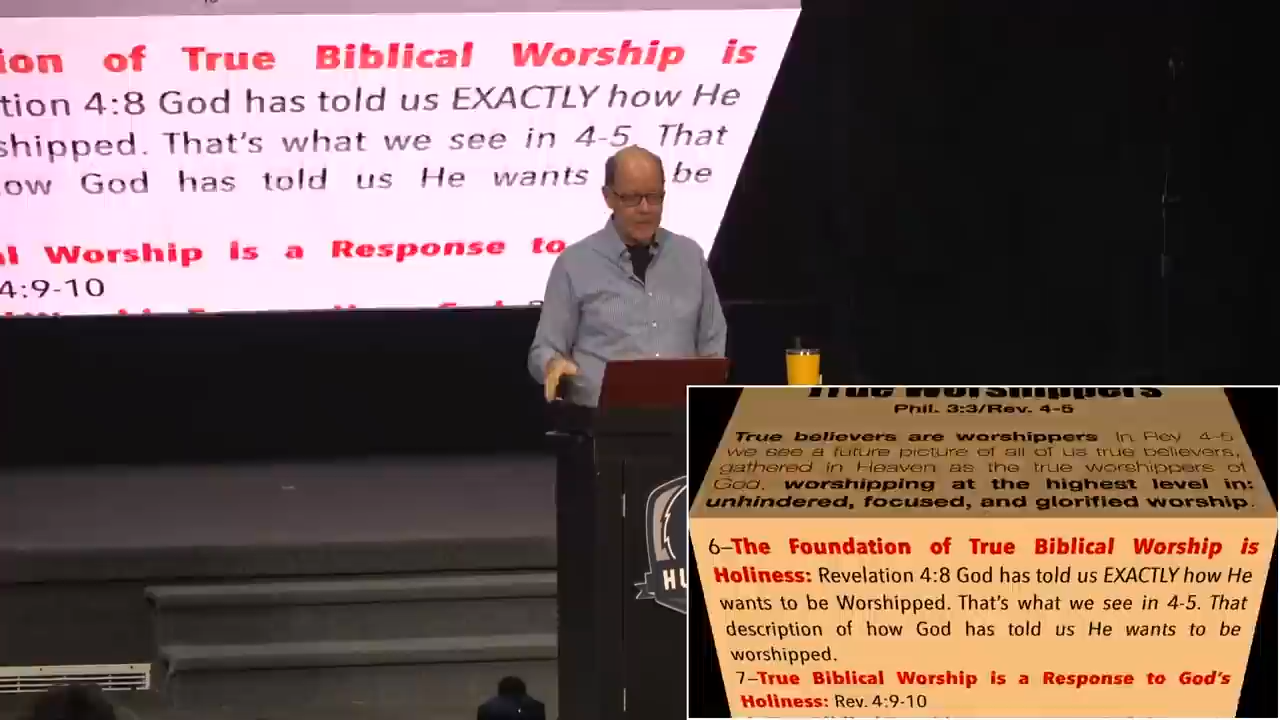 ion of True Biblical Worship is
tion 4:8 God has told us EXACTLY how He
shipped. That's what we see in 4-5. That
ow God has told us He wants be
al Worship is a Response to
4:9-10
HU
True Worshippers
Phil. 3:3/Rev. 4-5
True believers are worshippers In Rev 4-5
we see a future picture of all of us true believers,
gathered in Heaven as the true worshippers of
God, worshipping at the highest level in:
unhindered, focused, and glorified worship.
6–The Foundation of True Biblical Worship is
Holiness: Revelation 4:8 God has told us EXACTLY how He
wants to be Worshipped. That's what we see in 4-5. That
description of how God has told us He wants to be
worshipped.
7–True Biblical Worship is a Response to God's
Holiness: Rev. 4:9-10